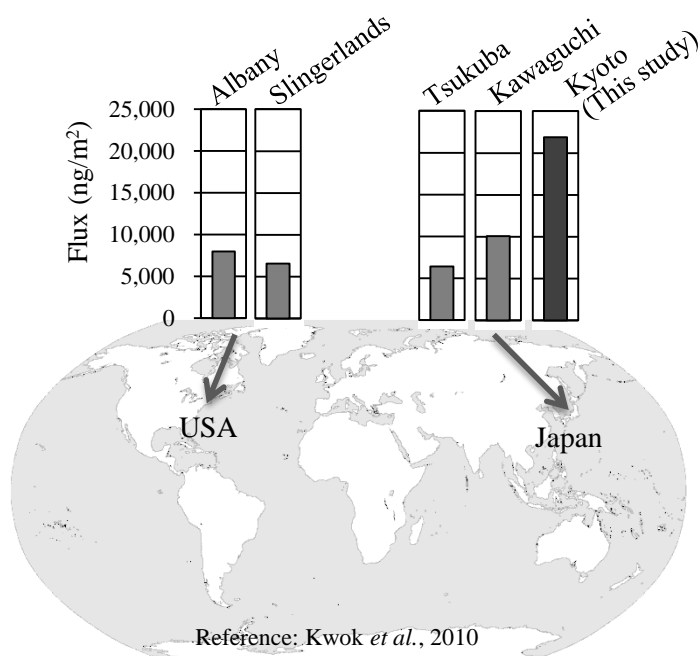 Albany
Slingerlands
Tsukuba
Kawaguchi
Kyoto
(This study)
Flux (ng/m²)
25,000
20,000
15,000
10,000
5,000
0
USA
Japan
Reference: Kwok et al., 2010